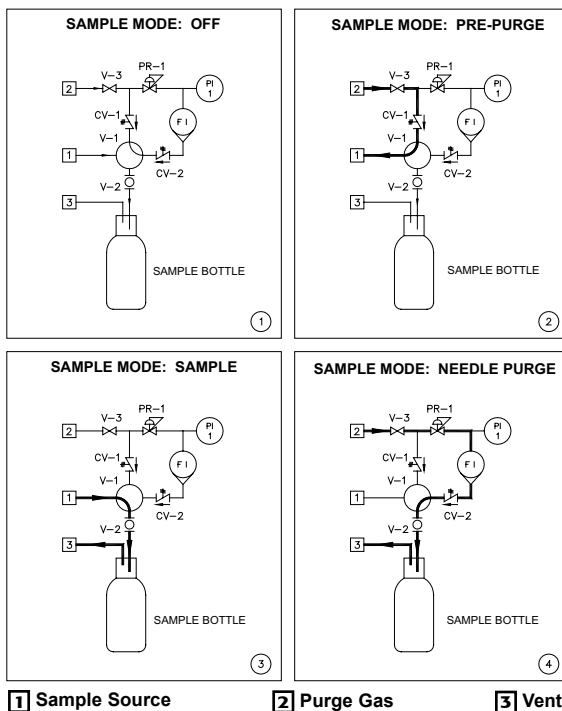 SAMPLE MODE: OFF
V-3
PR-1
2
PI
1
CV-1
FI
V-1
1
CV-2
V-2
3
SAMPLE BOTTLE
1
SAMPLE MODE: PRE-PURGE
V-3
PR-1
2
PI
1
CV-1
FI
V-1
1
CV-2
V-2
3
SAMPLE BOTTLE
2
SAMPLE MODE: SAMPLE
V-3
PR-1
2
PI
1
CV-1
FI
V-1
1
CV-2
V-2
3
SAMPLE BOTTLE
3
SAMPLE MODE: NEEDLE PURGE
V-3
PR-1
2
PI
1
CV-1
FI
V-1
1
CV-2
V-2
3
SAMPLE BOTTLE
4
1 Sample Source 2 Purge Gas 3 Vent